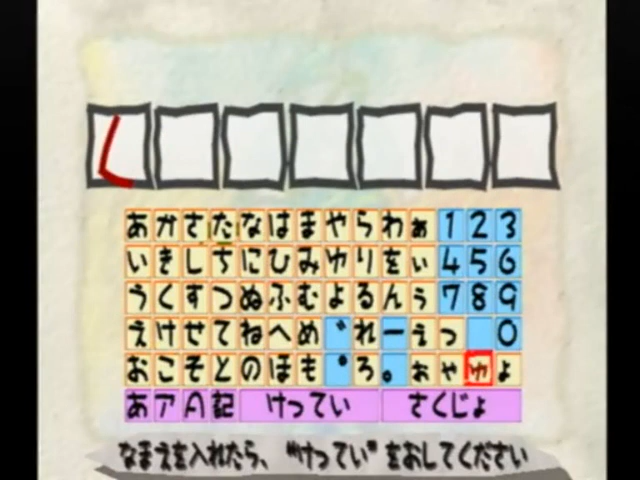 し
あかさたなはまやらわぁ123
いきしちにひみゆりをぃ456
うくすつぬふむよるんぅ789
えけせてねへめ゛れーぇっ 0
おこそとのほも゜ろ。ぉゃゅょ
あアA記 けってい さくじょ
なまえを入れたら、“けってい”をおしてください